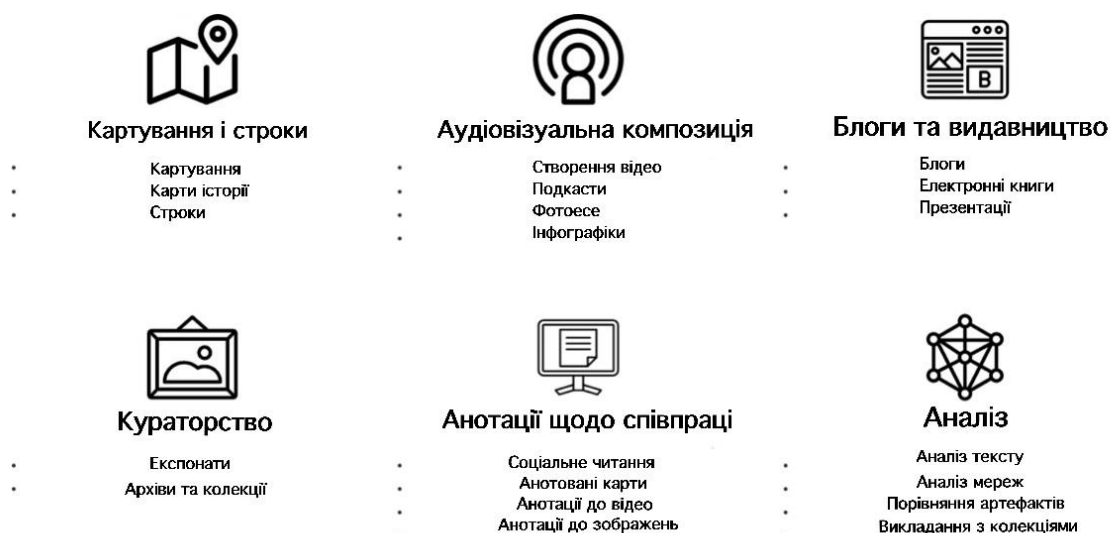 Картування і строки
Картування
Карти історії
Строки
Аудіовізуальна композиція
Створення відео
Подкасти
Фотоесе
Інфографіки
B
Блоги та видавництво
Блоги
Електронні книги
Презентації
Кураторство
Експонати
Архіви та колекції
Анотації щодо співпраці
Соціальне читання
Анотовані карти
Анотації до відео
Анотації до зображень
Аналіз
Аналіз тексту
Аналіз мереж
Порівняння артефактів
Викладання з колекціями